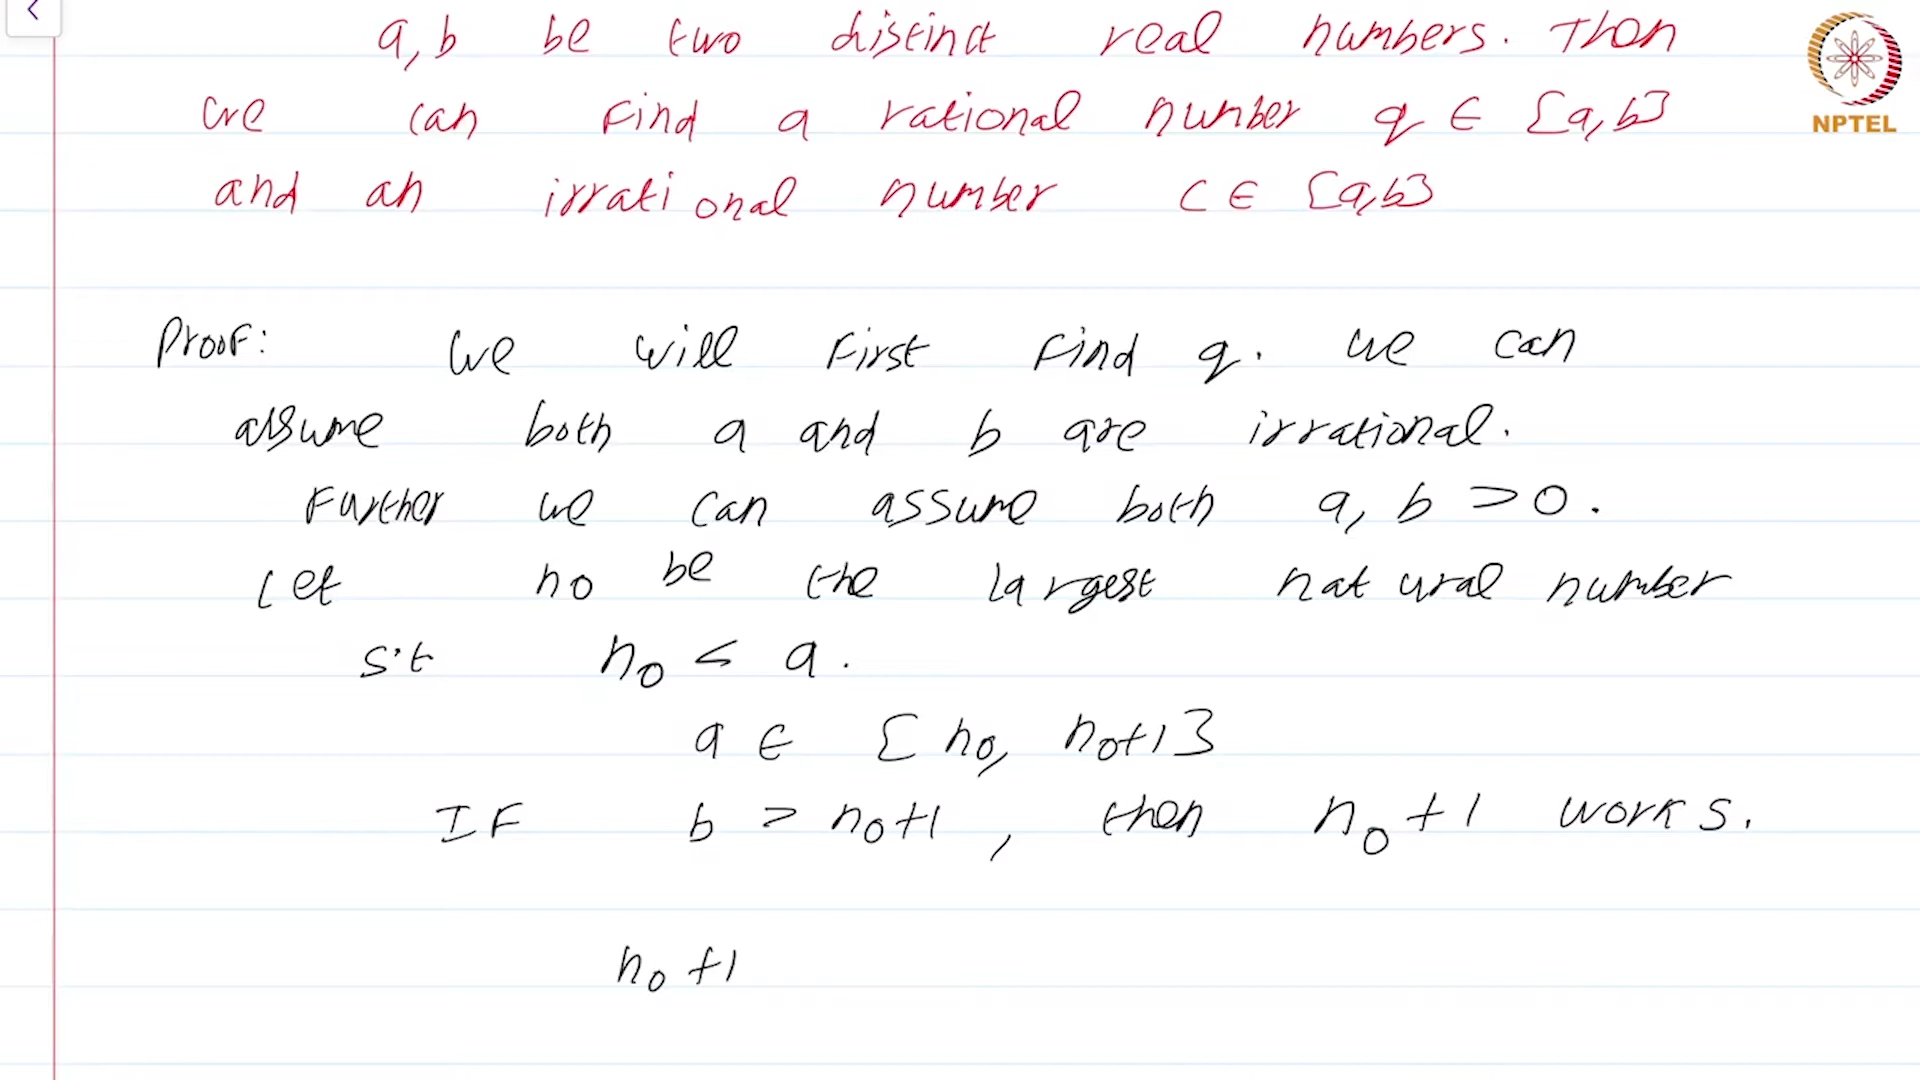 a, b be two distinct real numbers. Then
NPTEL
we can find a rational number q ∈ [a, b]
and an irrational number c ∈ [a, b]
Proof: We will first find q. We can
assume both a and b are irrational.
Further we can assume both a, b > 0.
Let n₀ be the largest natural number
s.t n₀ < a.
a ∈ [n₀, n₀+1]
If b > n₀+1, then n₀+1 works.
n₀+1